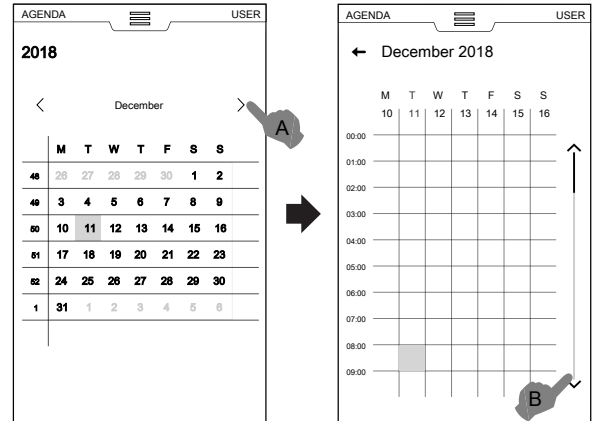 AGENDA USER
2018
< December >
A
M T W T F S S
48 26 27 28 29 30 1 2
49 3 4 5 6 7 8 9
50 10 11 12 13 14 15 16
51 17 18 19 20 21 22 23
52 24 25 26 27 28 29 30
1 31 1 2 3 4 5 6
AGENDA USER
← December 2018
M T W T F S S
10 11 12 13 14 15 16
00:00
01:00
02:00
03:00
04:00
05:00
06:00
07:00
08:00
09:00
B